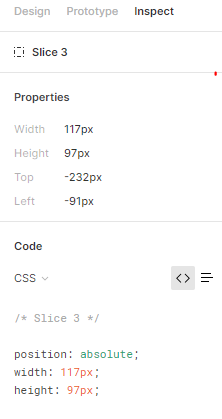 Design Prototype Inspect
Slice 3
Properties
Width 117px
Height 97px
Top -232px
Left -91px
Code
CSS
/* Slice 3 */
position: absolute;
width: 117px;
height: 97px;